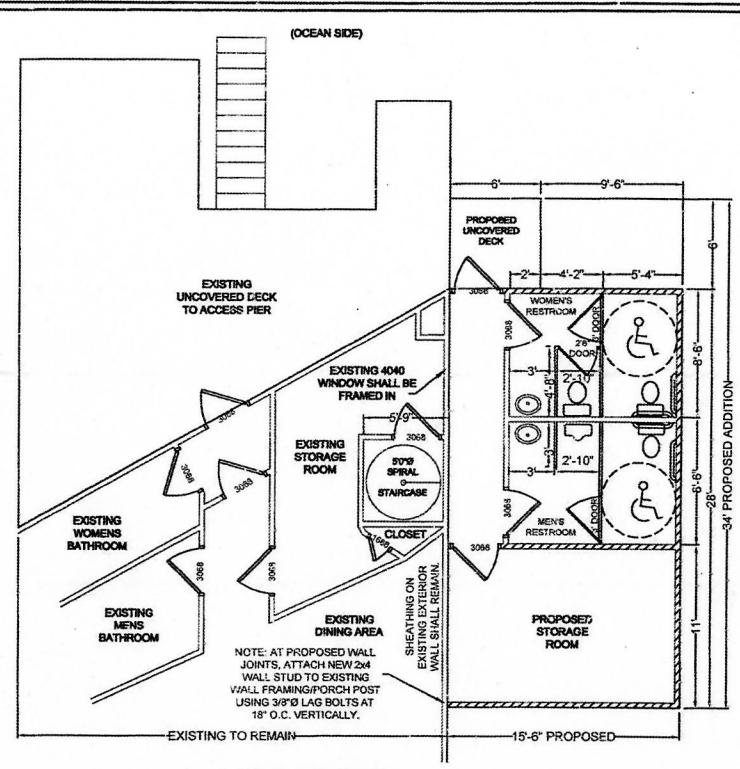 (OCEAN SIDE)
6'
9'-6"
PROPOSED
UNCOVERED
DECK
6'
2'
4'-2"
5'-4"
EXISTING
UNCOVERED DECK
TO ACCESS PIER
3068
WOMEN'S
RESTROOM
3' DOOR
3068
2'6"
DOOR
8'-6"
EXISTING 4040
WINDOW SHALL BE
FRAMED IN
3'
4'-8"
2'-10"
5'-9"
3068
3068
EXISTING
STORAGE
ROOM
5'0"Ø
SPIRAL
STAIRCASE
34' PROPOSED ADDITION
28'
3068
3068
3'
3'
2'-10"
8'-6"
EXISTING
WOMENS
BATHROOM
3068
3' DOOR
CLOSET
1668
MEN'S
RESTROOM
3068
3068
EXISTING
MENS
BATHROOM
EXISTING
DINING AREA
SHEATHING ON
EXISTING EXTERIOR
WALL SHALL REMAIN.
PROPOSED
STORAGE
ROOM
11'
NOTE: AT PROPOSED WALL
JOINTS, ATTACH NEW 2x4
WALL STUD TO EXISTING
WALL FRAMING/PORCH POST
USING 3/8"Ø LAG BOLTS AT
18" O.C. VERTICALLY.
EXISTING TO REMAIN
15'-6" PROPOSED